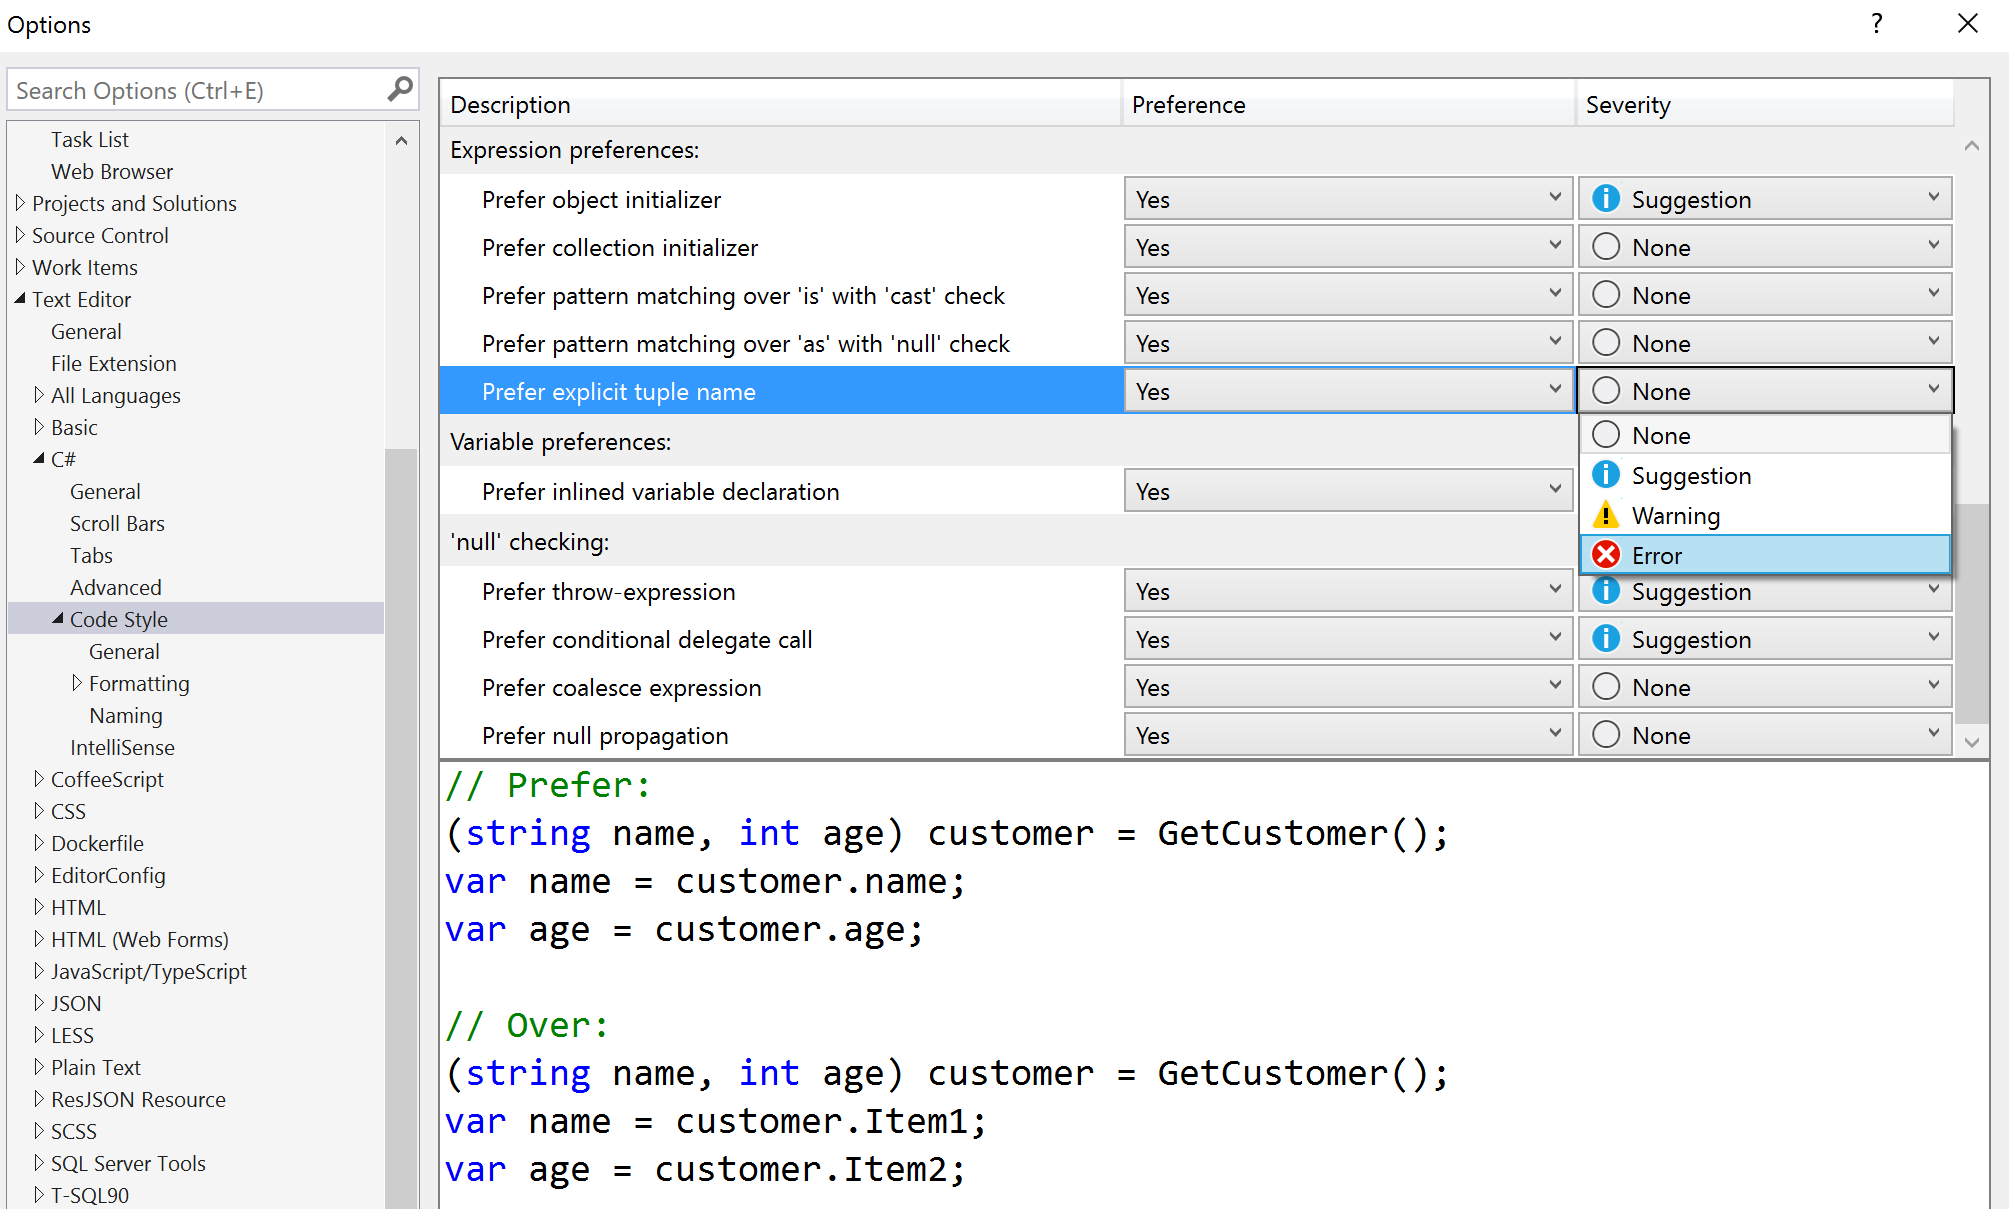 Options
?
Search Options (Ctrl+E)
Task List
Web Browser
Projects and Solutions
Source Control
Work Items
Text Editor
General
File Extension
All Languages
Basic
C#
General
Scroll Bars
Tabs
Advanced
Code Style
General
Formatting
Naming
IntelliSense
CoffeeScript
CSS
Dockerfile
EditorConfig
HTML
HTML (Web Forms)
JavaScript/TypeScript
JSON
LESS
Plain Text
ResJSON Resource
SCSS
SQL Server Tools
T-SQL90
Description Preference Severity
Expression preferences:
Prefer object initializer Yes Suggestion
Prefer collection initializer Yes None
Prefer pattern matching over 'is' with 'cast' check Yes None
Prefer pattern matching over 'as' with 'null' check Yes None
Prefer explicit tuple name Yes None
None
Suggestion
Warning
Error
Variable preferences:
Prefer inlined variable declaration Yes
'null' checking:
Prefer throw-expression Yes Suggestion
Prefer conditional delegate call Yes Suggestion
Prefer coalesce expression Yes None
Prefer null propagation Yes None
// Prefer:
(string name, int age) customer = GetCustomer();
var name = customer.name;
var age = customer.age;
// Over:
(string name, int age) customer = GetCustomer();
var name = customer.Item1;
var age = customer.Item2;